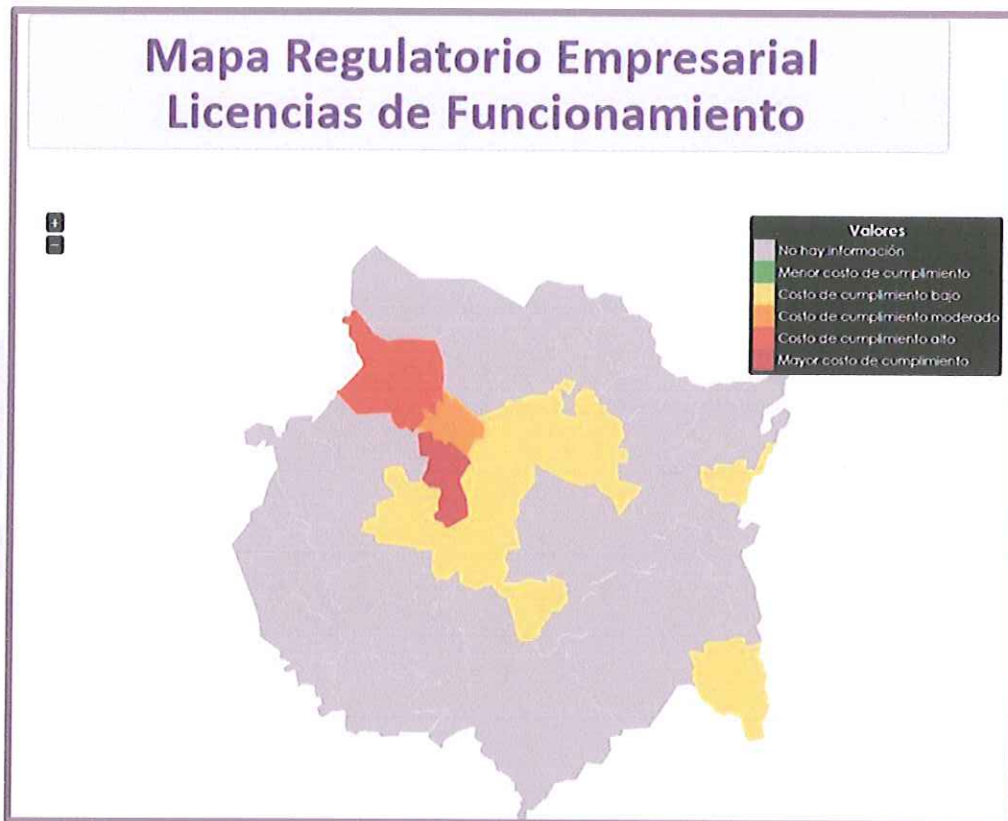 Mapa Regulatorio Empresarial
Licencias de Funcionamiento
+
−
Valores
No hay información
Menor costo de cumplimiento
Costo de cumplimiento bajo
Costo de cumplimiento moderado
Costo de cumplimiento alto
Mayor costo de cumplimiento